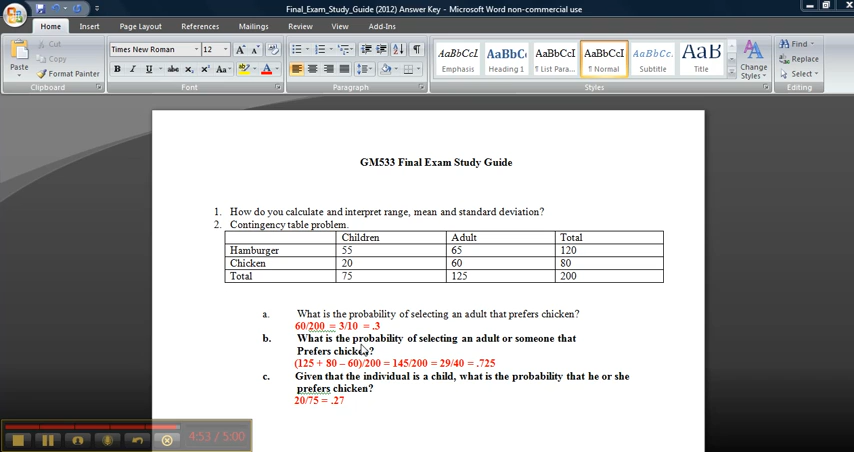 Final_Exam_Study_Guide (2012) Answer Key - Microsoft Word non-commercial use
Home Insert Page Layout References Mailings Review View Add-Ins
Paste
Cut
Copy
Format Painter
Clipboard
Times New Roman 12
B I U abc X₂ X² Aa
Font
Paragraph
AaBbCcI AaBbC AaBbCcI AaBbCcI AaBbCc. AaB
Emphasis Heading 1 ¶ List Para... ¶ Normal Subtitle Title
Change Styles
Styles
Find
Replace
Select
Editing
GM533 Final Exam Study Guide
1. How do you calculate and interpret range, mean and standard deviation?
2. Contingency table problem.
Children Adult Total
Hamburger 55 65 120
Chicken 20 60 80
Total 75 125 200
a. What is the probability of selecting an adult that prefers chicken?
60/200 = 3/10 = .3
b. What is the probability of selecting an adult or someone that
Prefers chicken?
(125 + 80 – 60)/200 = 145/200 = 29/40 = .725
c. Given that the individual is a child, what is the probability that he or she
prefers chicken?
20/75 = .27
4:53 / 5:00